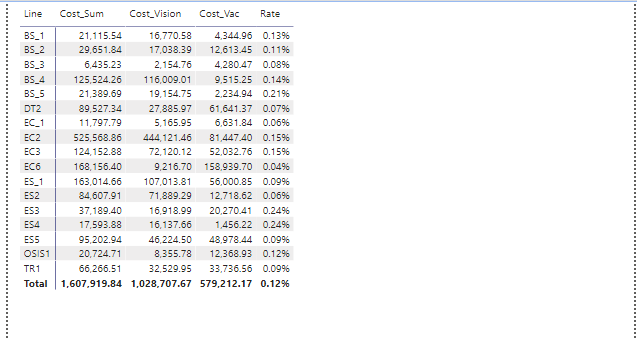 Line Cost_Sum Cost_Vision Cost_Vac Rate
BS_1 21,115.54 16,770.58 4,344.96 0.13%
BS_2 29,651.84 17,038.39 12,613.45 0.11%
BS_3 6,435.23 2,154.76 4,280.47 0.08%
BS_4 125,524.26 116,009.01 9,515.25 0.14%
BS_5 21,389.69 19,154.75 2,234.94 0.21%
DT2 89,527.34 27,885.97 61,641.37 0.07%
EC_1 11,797.79 5,165.95 6,631.84 0.06%
EC2 525,568.86 444,121.46 81,447.40 0.15%
EC3 124,152.88 72,120.12 52,032.76 0.15%
EC6 168,156.40 9,216.70 158,939.70 0.04%
ES_1 163,014.66 107,013.81 56,000.85 0.09%
ES2 84,607.91 71,889.29 12,718.62 0.06%
ES3 37,189.40 16,918.99 20,270.41 0.24%
ES4 17,593.88 16,137.66 1,456.22 0.24%
ES5 95,202.94 46,224.50 48,978.44 0.09%
OSIS1 20,724.71 8,355.78 12,368.93 0.12%
TR1 66,266.51 32,529.95 33,736.56 0.09%
Total 1,607,919.84 1,028,707.67 579,212.17 0.12%